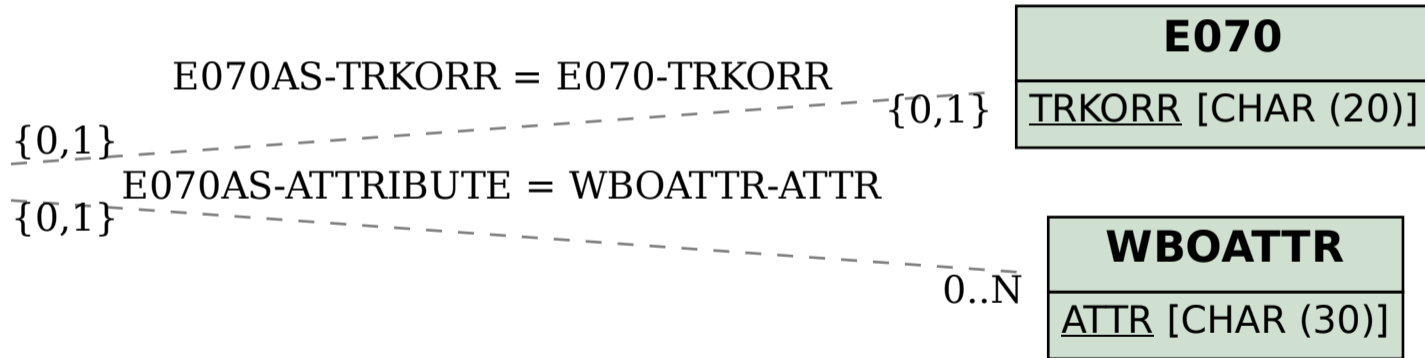 E070
E070AS-TRKORR = E070-TRKORR
{0,1}
TRKORR [CHAR (20)]
{0,1}
E070AS-ATTRIBUTE = WBOATTR-ATTR
{0,1}
WBOATTR
0..N
ATTR [CHAR (30)]